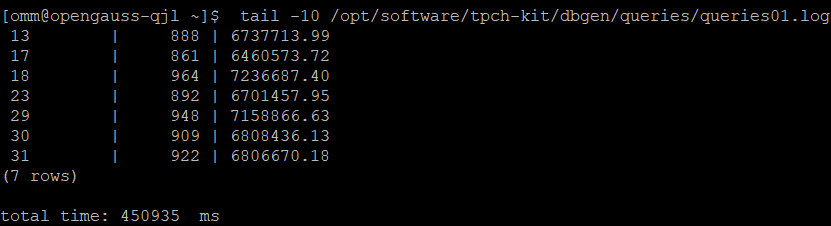 [omm@opengauss-qjl ~]$  tail -10 /opt/software/tpch-kit/dbgen/queries/queries01.log
 13        |     888 | 6737713.99
 17        |     861 | 6460573.72
 18        |     964 | 7236687.40
 23        |     892 | 6701457.95
 29        |     948 | 7158866.63
 30        |     909 | 6808436.13
 31        |     922 | 6806670.18
(7 rows)
total time: 450935  ms